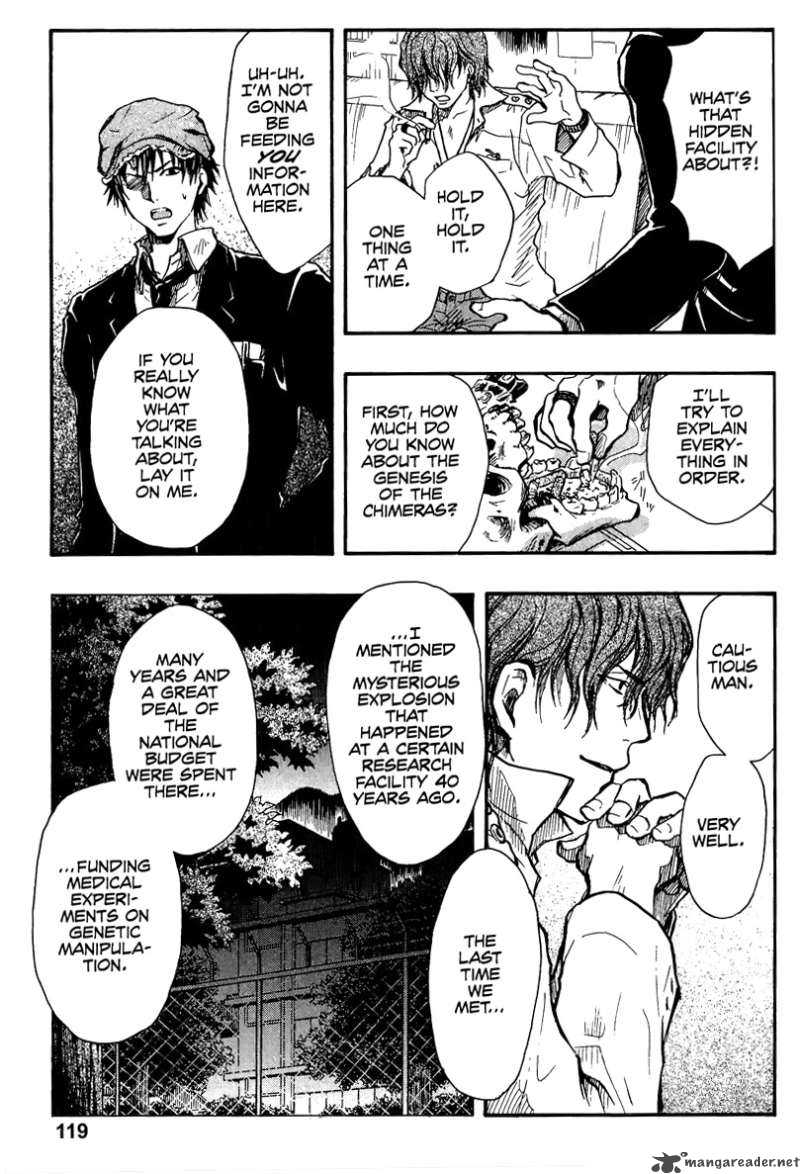 WHAT'S
THAT
HIDDEN
FACILITY
ABOUT?!
HOLD
IT,
HOLD
IT.
ONE
THING
AT A
TIME.
UH-UH.
I'M NOT
GONNA
BE
FEEDING
YOU
INFOR-
MATION
HERE.
IF YOU
REALLY
KNOW
WHAT
YOU'RE
TALKING
ABOUT,
LAY IT
ON ME.
I'LL
TRY TO
EXPLAIN
EVERY-
THING IN
ORDER.
FIRST, HOW
MUCH DO
YOU KNOW
ABOUT THE
GENESIS
OF THE
CHIMERAS?
CAU-
TIOUS
MAN.
VERY
WELL.
THE
LAST
TIME
WE
MET...
...I
MENTIONED
THE
MYSTERIOUS
EXPLOSION
THAT
HAPPENED
AT A CERTAIN
RESEARCH
FACILITY 40
YEARS AGO.
MANY
YEARS AND
A GREAT
DEAL OF
THE
NATIONAL
BUDGET
WERE SPENT
THERE...
...FUNDING
MEDICAL
EXPERI-
MENTS ON
GENETIC
MANIPULA-
TION.
119
mangareader.net